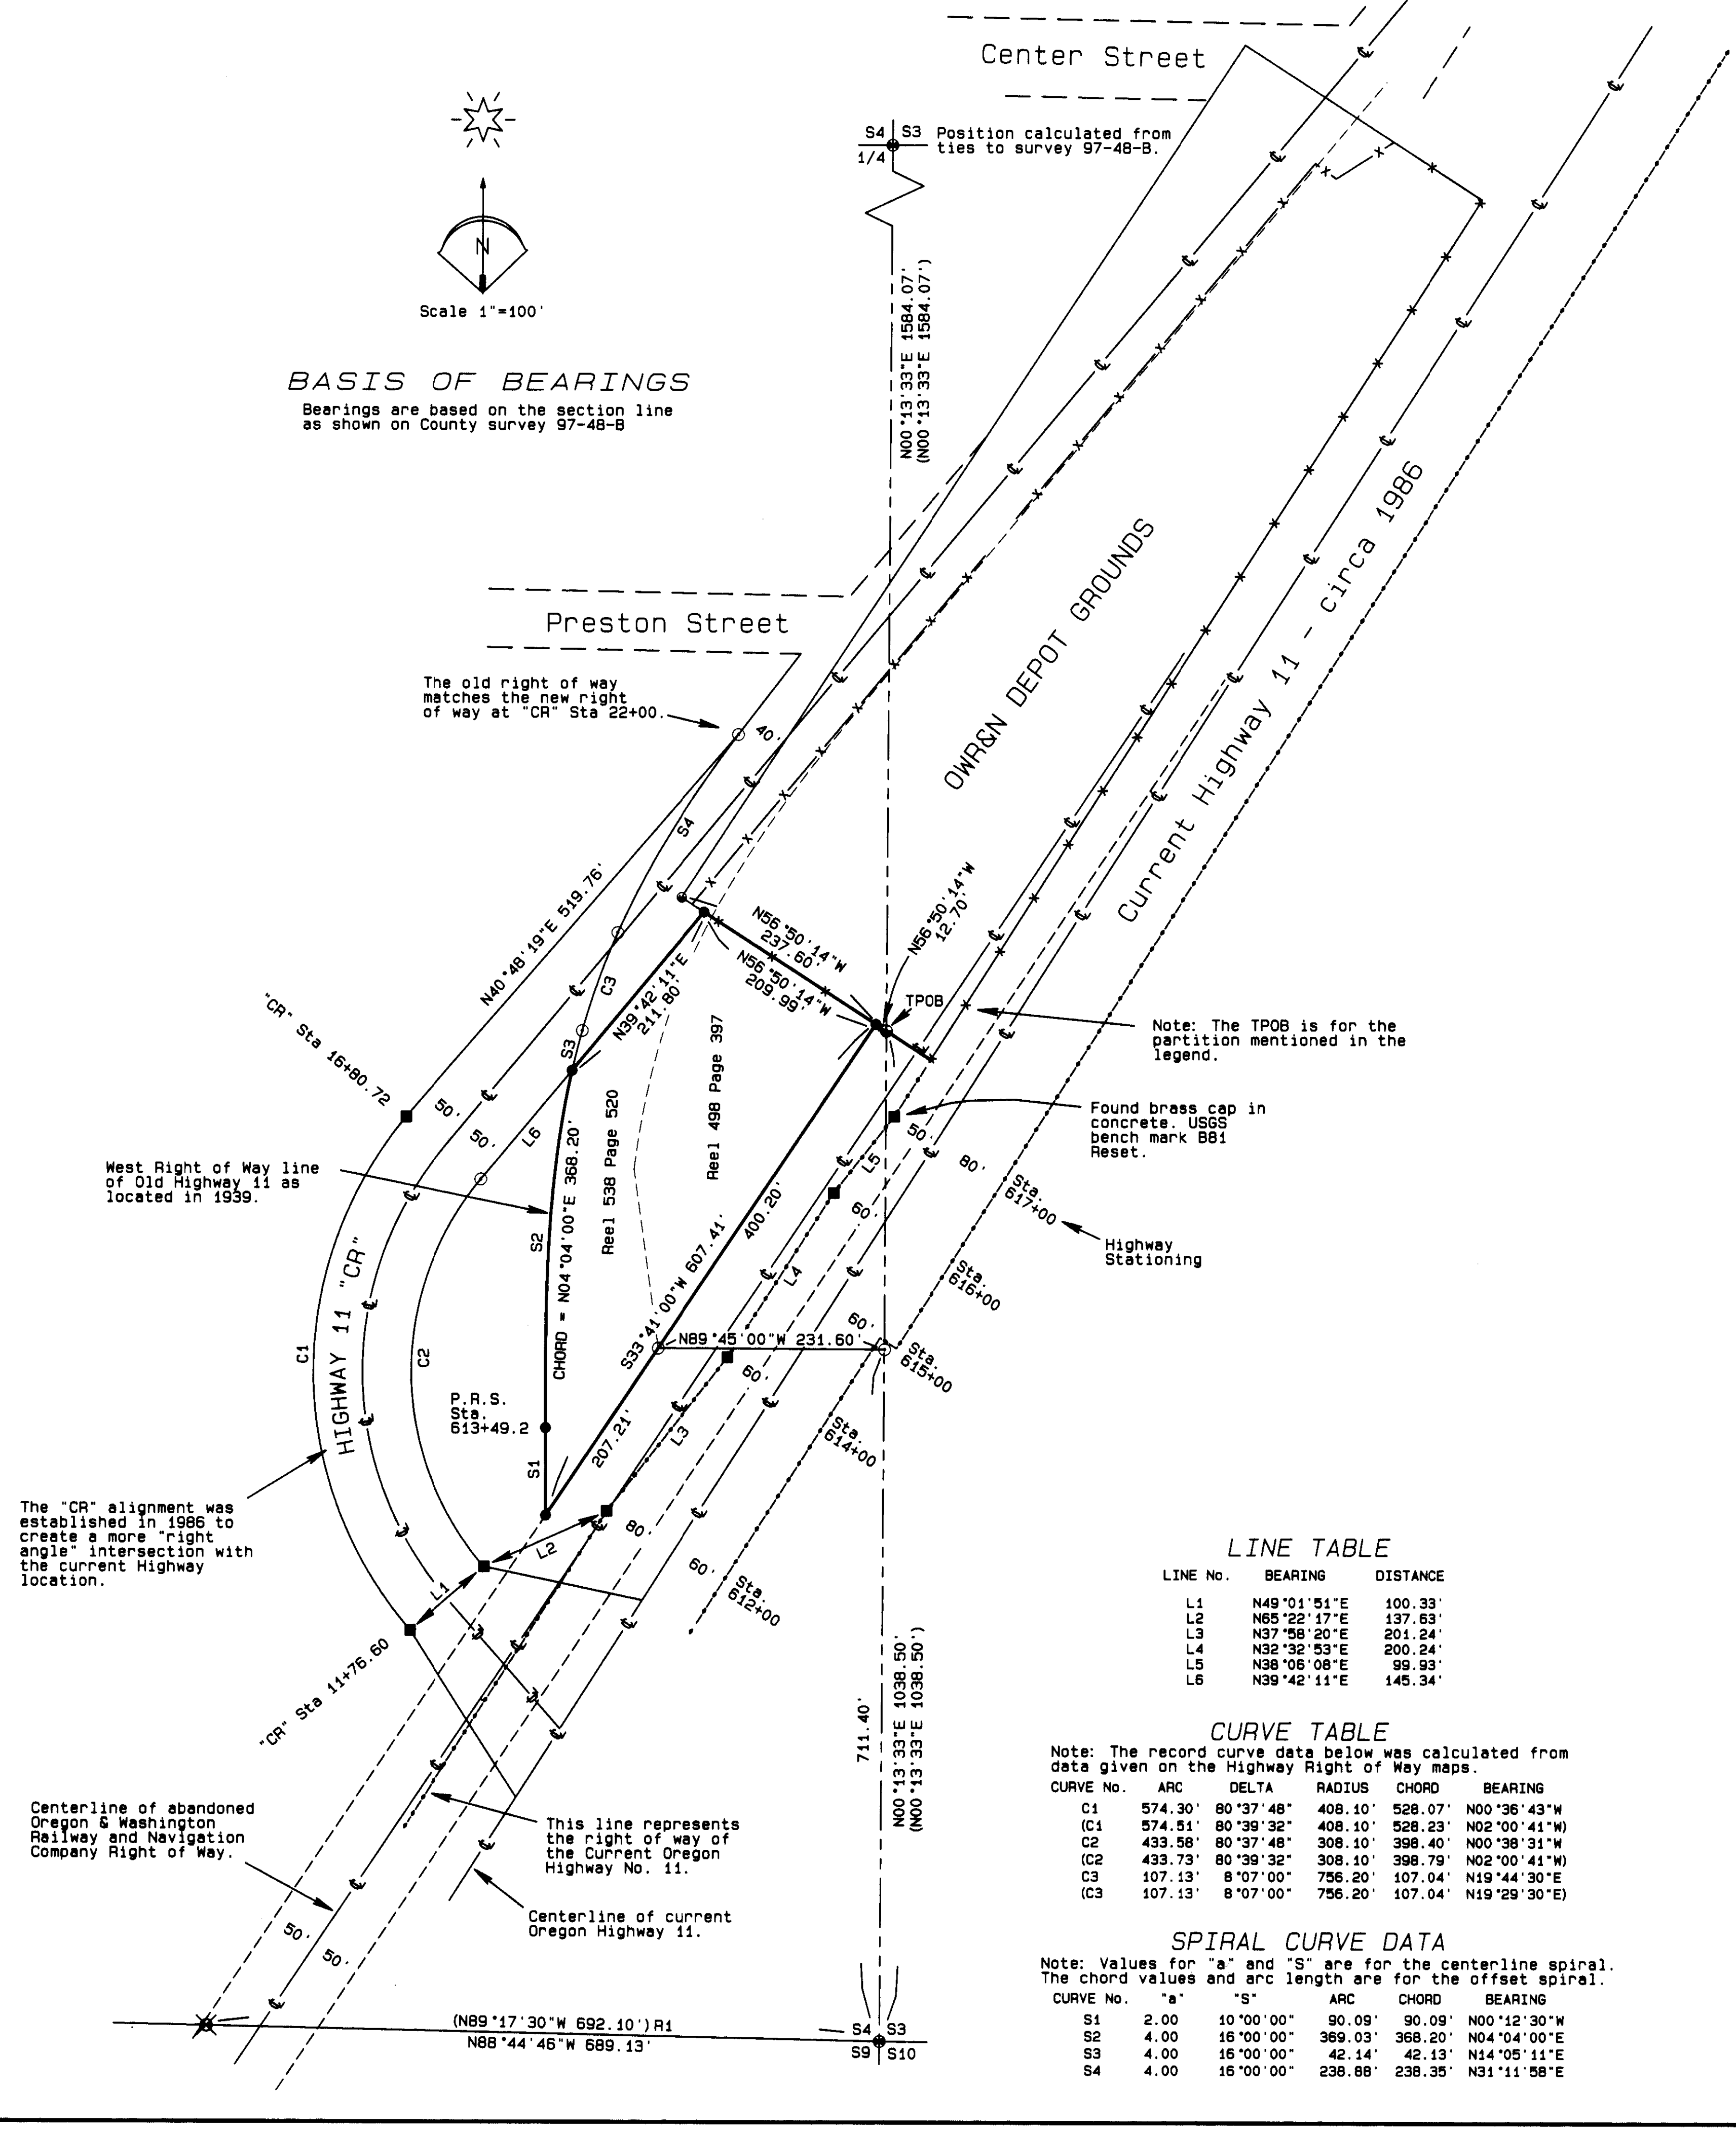 Center Street
S4 S3
1/4
Position calculated from
ties to survey 97-48-B.
N
Scale 1"=100'
BASIS OF BEARINGS
Bearings are based on the section line
as shown on County survey 97-48-B
N00°13'33"E 1584.07'
(N00°13'33"E 1584.07')
Preston Street
The old right of way
matches the new right
of way at "CR" Sta 22+00.
40'
S4
OWR&N DEPOT GROUNDS
Current Highway 11 - circa 1986
N40°48'19"E 519.76'
C3
N39°42'11"E
211.80'
N56°50'14"W
237.60'
N56°50'14"W
209.99'
N56°50'14"W
12.70'
TPOB
Note: The TPOB is for the
partition mentioned in the
legend.
"CR" Sta 16+80.72
50'
50'
L6
S3
Reel 538 Page 520
Reel 498 Page 397
Found brass cap in
concrete. USGS
bench mark B81
Reset.
50'
80'
L5
60'
Sta.
617+00
Highway
Stationing
West Right of Way line
of Old Highway 11 as
located in 1939.
S2
CHORD = N04°04'00"E 368.20'
400.20'
S33°41'00"W 607.41'
L4
Sta.
616+00
60'
N89°45'00"W 231.60'
Sta.
615+00
60'
C1
HIGHWAY 11 "CR"
C2
P.R.S.
Sta.
613+49.2
S1
207.21'
L3
Sta.
614+00
The "CR" alignment was
established in 1986 to
create a more "right
angle" intersection with
the current Highway
location.
L2
80'
60'
Sta.
612+00
L1
"CR" Sta 11+76.60
711.40'
N00°13'33"E 1038.50'
(N00°13'33"E 1038.50')
Centerline of abandoned
Oregon & Washington
Railway and Navigation
Company Right of Way.
This line represents
the right of way of
the Current Oregon
Highway No. 11.
Centerline of current
Oregon Highway 11.
50'
50'
(N89°17'30"W 692.10')R1
N88°44'46"W 689.13'
S4 S3
S9 S10
LINE TABLE
LINE No. BEARING DISTANCE
L1 N49°01'51"E 100.33'
L2 N65°22'17"E 137.63'
L3 N37°58'20"E 201.24'
L4 N32°32'53"E 200.24'
L5 N38°06'08"E 99.93'
L6 N39°42'11"E 145.34'
CURVE TABLE
Note: The record curve data below was calculated from
data given on the Highway Right of Way maps.
CURVE No. ARC DELTA RADIUS CHORD BEARING
C1 574.30' 80°37'48" 408.10' 528.07' N00°36'43"W
(C1 574.51' 80°39'32" 408.10' 528.23' N02°00'41"W)
C2 433.58' 80°37'48" 308.10' 398.40' N00°38'31"W
(C2 433.73' 80°39'32" 308.10' 398.79' N02°00'41"W)
C3 107.13' 8°07'00" 756.20' 107.04' N19°44'30"E
(C3 107.13' 8°07'00" 756.20' 107.04' N19°29'30"E)
SPIRAL CURVE DATA
Note: Values for "a" and "S" are for the centerline spiral.
The chord values and arc length are for the offset spiral.
CURVE No. "a" "S" ARC CHORD BEARING
S1 2.00 10°00'00" 90.09' 90.09' N00°12'30"W
S2 4.00 16°00'00" 369.03' 368.20' N04°04'00"E
S3 4.00 16°00'00" 42.14' 42.13' N14°05'11"E
S4 4.00 16°00'00" 238.88' 238.35' N31°11'58"E